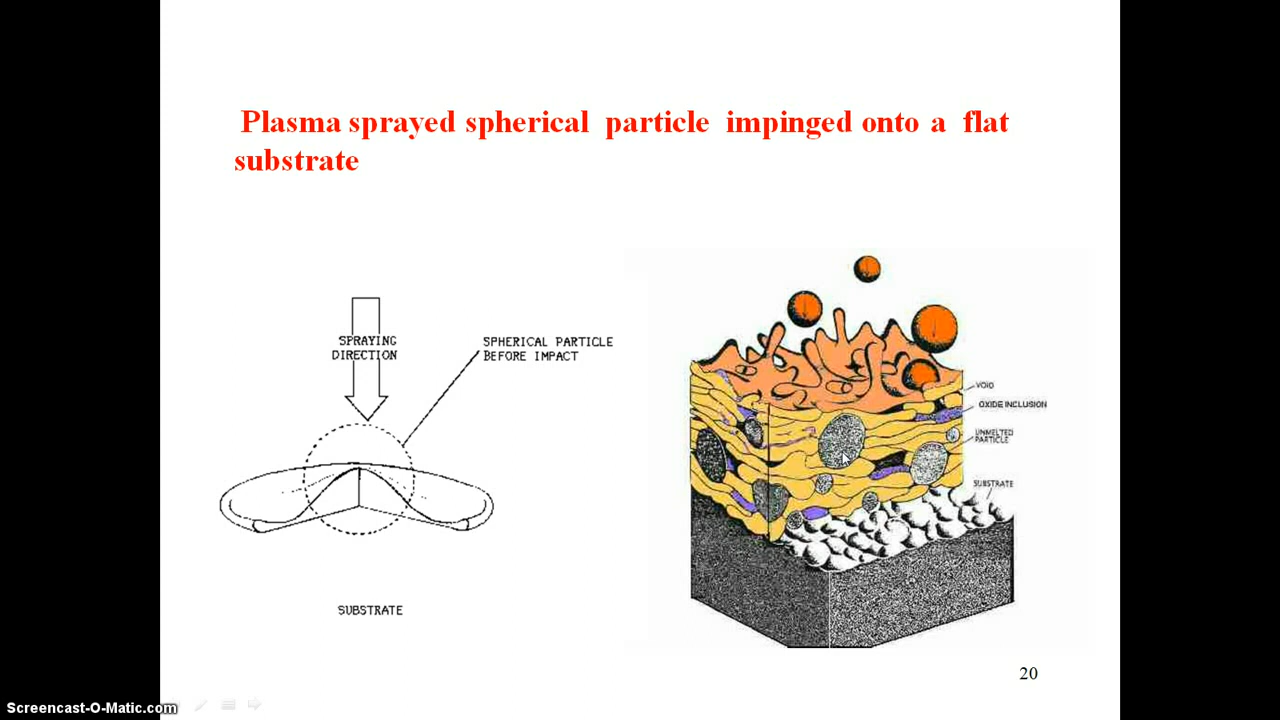 Plasma sprayed spherical particle impinged onto a flat
substrate
SPRAYING
DIRECTION
SPHERICAL PARTICLE
BEFORE IMPACT
SUBSTRATE
VOID
OXIDE INCLUSION
UNMELTED
PARTICLE
SUBSTRATE
20
Screencast-O-Matic.com